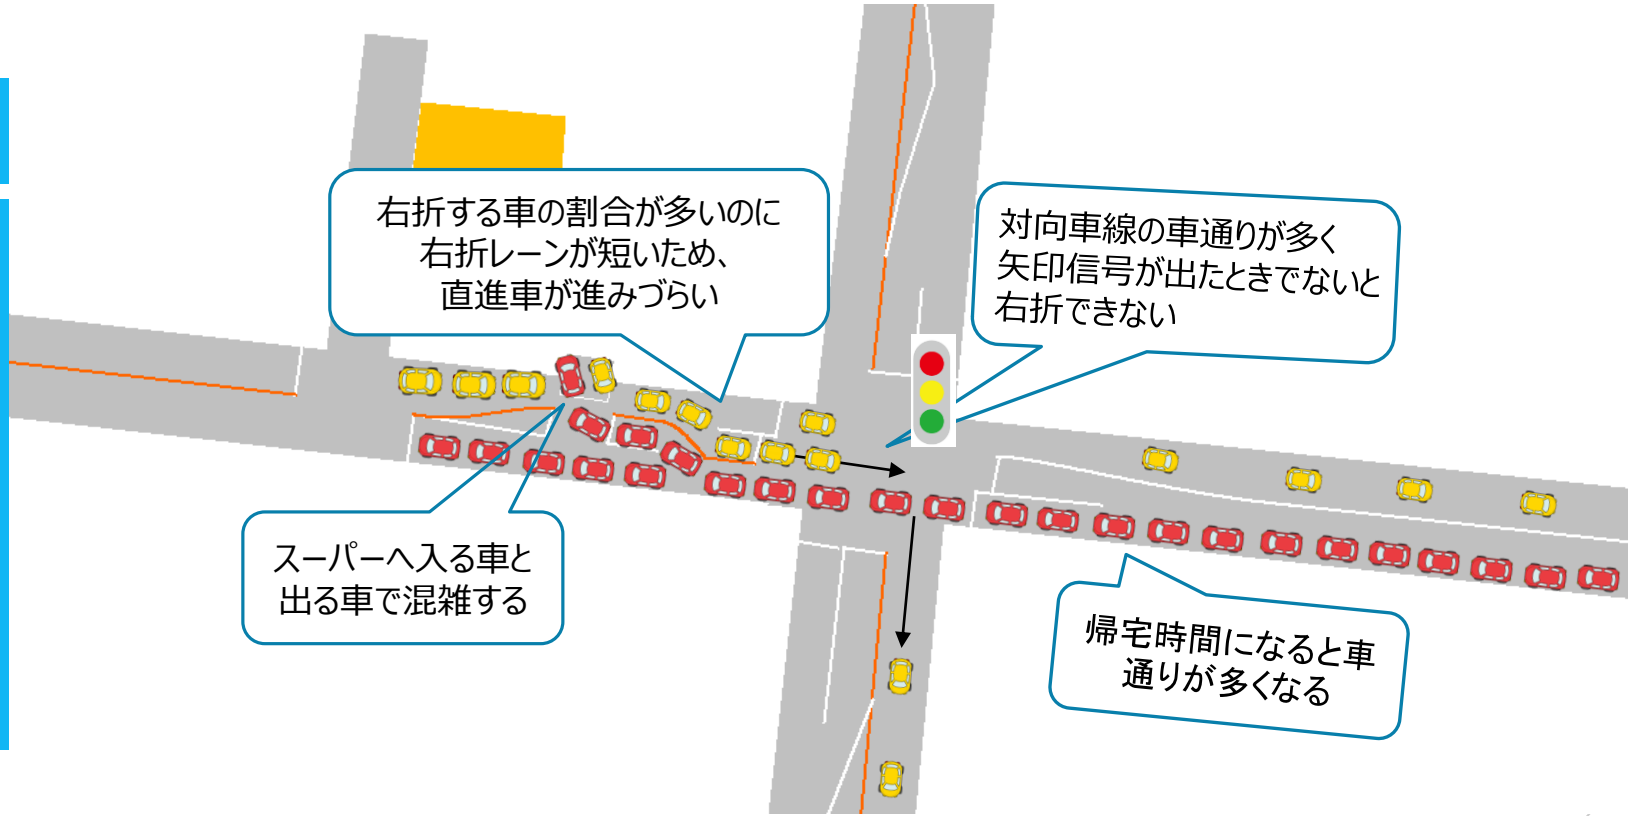 右折する車の割合が多いのに
右折レーンが短いため、
直進車が進みづらい
対向車線の車通りが多く
矢印信号が出たときでないと
右折できない
スーパーへ入る車と
出る車で混雑する
帰宅時間になると車
通りが多くなる